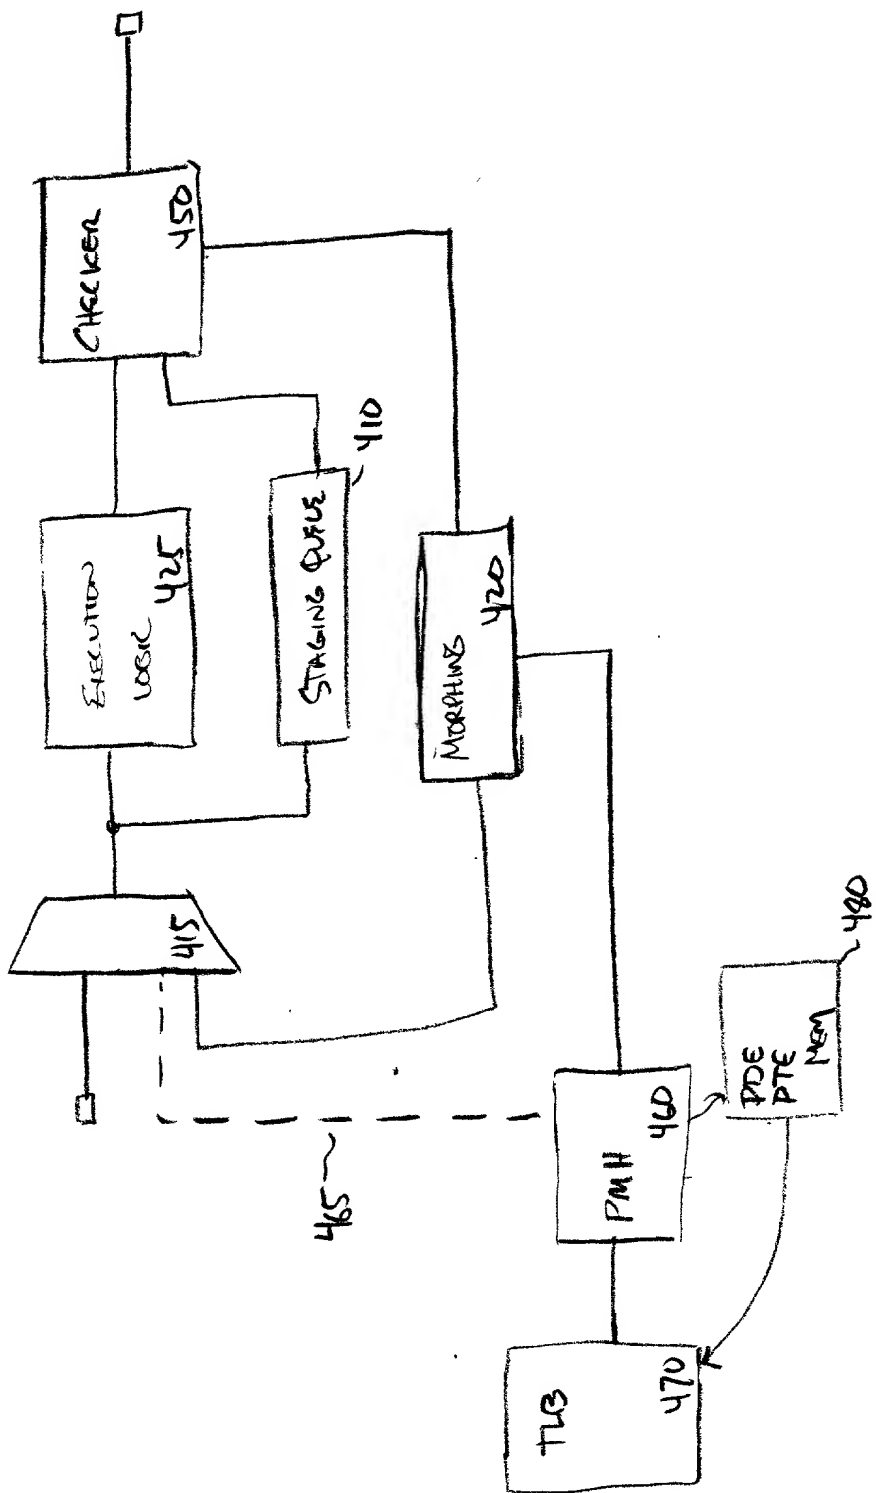 CHECKER
450
EXECUTION
LOGIC
425
STAGING QUEUE
410
MORPHING
420
415
465
PMH
460
PDE
PTE
MEM
480
TLB
470